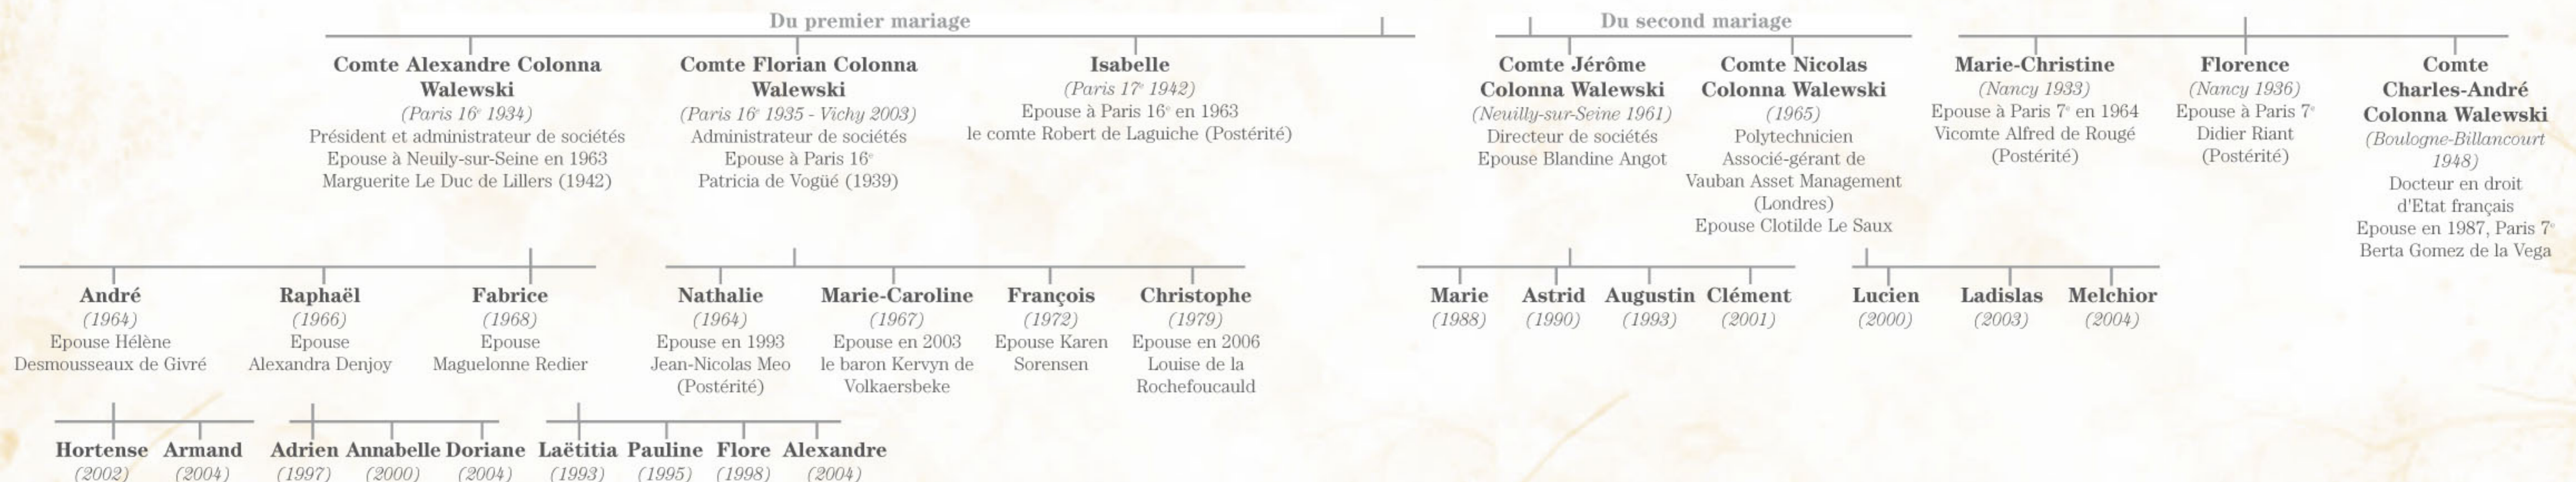 Du premier mariage
Du second mariage
Comte Alexandre Colonna
Walewski
(Paris 16e 1934)
Président et administrateur de sociétés
Epouse à Neuily-sur-Seine en 1963
Marguerite Le Duc de Lillers (1942)
Comte Florian Colonna
Walewski
(Paris 16e 1935 - Vichy 2003)
Administrateur de sociétés
Epouse à Paris 16e
Patricia de Vogüé (1939)
Isabelle
(Paris 17e 1942)
Epouse à Paris 16e en 1963
le comte Robert de Laguiche (Postérité)
Comte Jérôme
Colonna Walewski
(Neuilly-sur-Seine 1961)
Directeur de sociétés
Epouse Blandine Angot
Comte Nicolas
Colonna Walewski
(1965)
Polytechnicien
Associé-gérant de
Vauban Asset Management
(Londres)
Epouse Clotilde Le Saux
Marie-Christine
(Nancy 1933)
Epouse à Paris 7e en 1964
Vicomte Alfred de Rougé
(Postérité)
Florence
(Nancy 1936)
Epouse à Paris 7e
Didier Riant
(Postérité)
Comte
Charles-André
Colonna Walewski
(Boulogne-Billancourt
1948)
Docteur en droit
d'Etat français
Epouse en 1987, Paris 7e
Berta Gomez de la Vega
André
(1964)
Epouse Hélène
Desmousseaux de Givré
Raphaël
(1966)
Epouse
Alexandra Denjoy
Fabrice
(1968)
Epouse
Maguelonne Redier
Nathalie
(1964)
Epouse en 1993
Jean-Nicolas Meo
(Postérité)
Marie-Caroline
(1967)
Epouse en 2003
le baron Kervyn de
Volkaersbeke
François
(1972)
Epouse Karen
Sorensen
Christophe
(1979)
Epouse en 2006
Louise de la
Rochefoucauld
Marie
(1988)
Astrid
(1990)
Augustin
(1993)
Clément
(2001)
Lucien
(2000)
Ladislas
(2003)
Melchior
(2004)
Hortense
(2002)
Armand
(2004)
Adrien
(1997)
Annabelle
(2000)
Doriane
(2004)
Laëtitia
(1993)
Pauline
(1995)
Flore
(1998)
Alexandre
(2004)